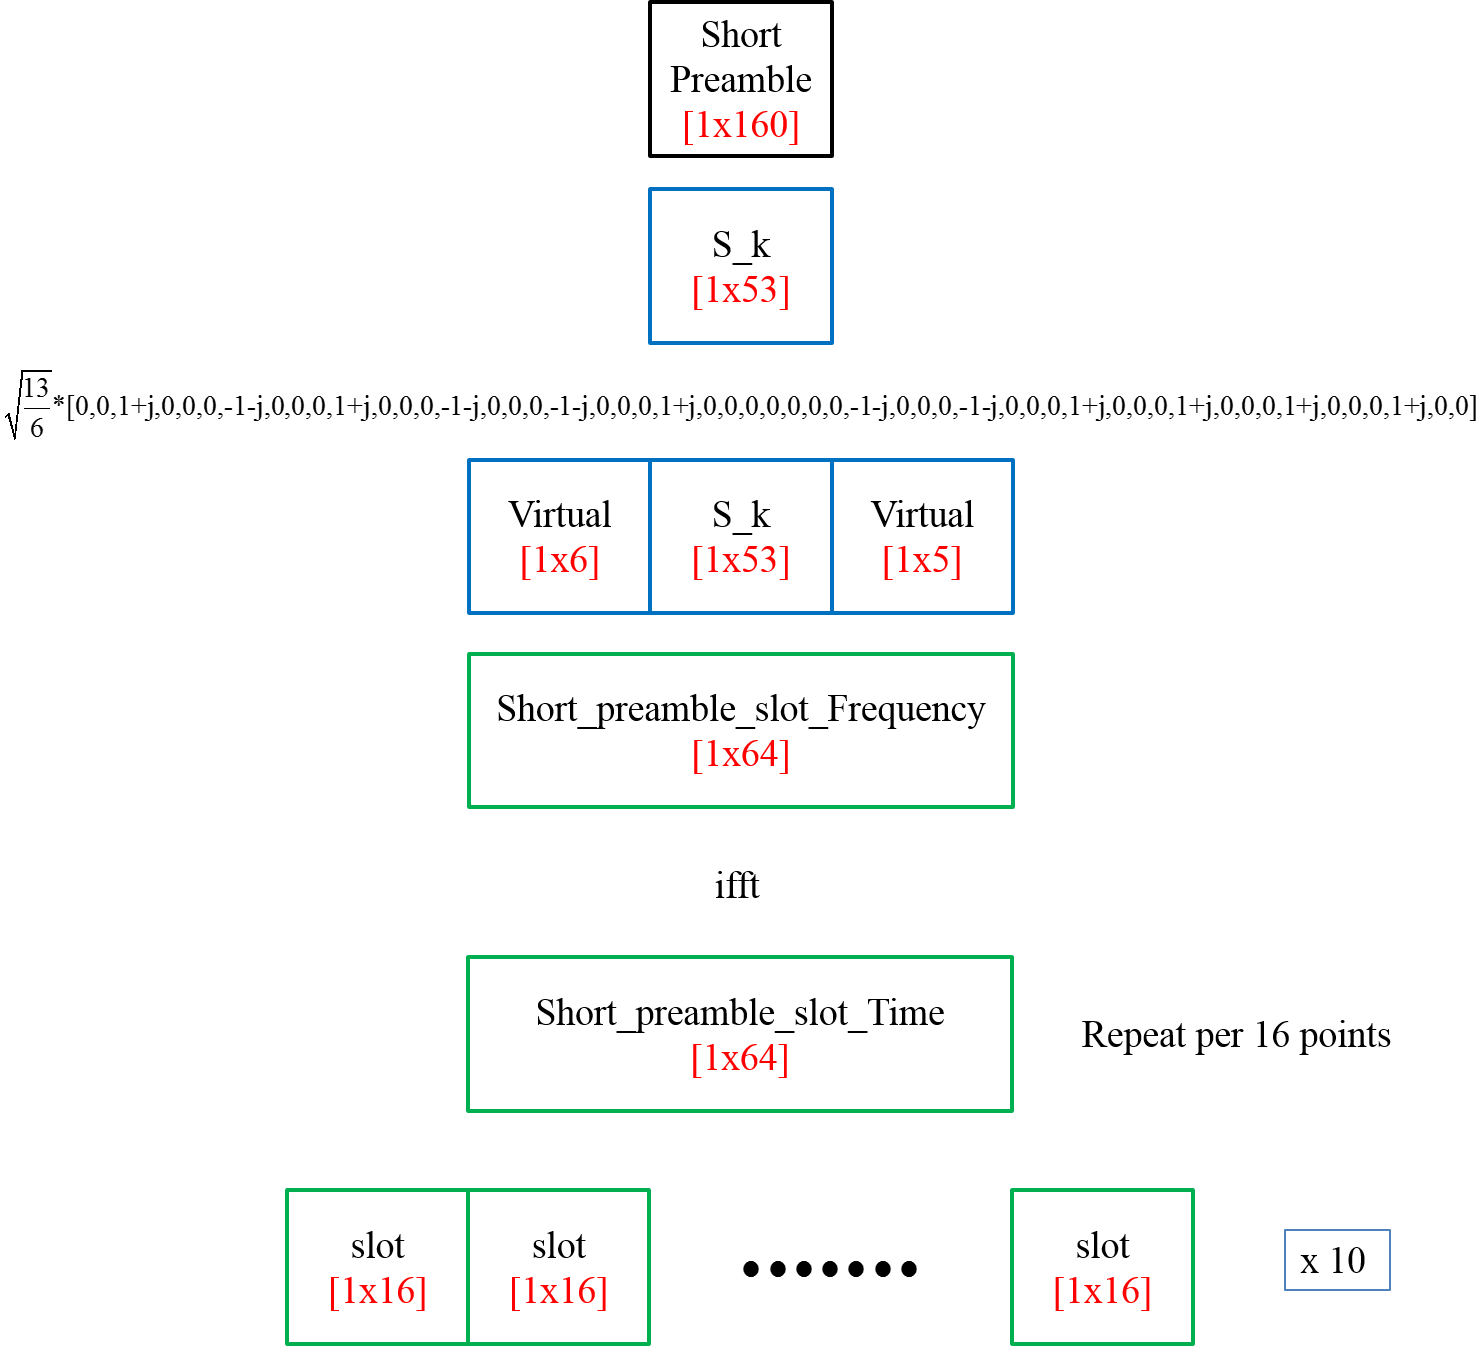 Short
Preamble
[1x160]
S_k
[1x53]
√(13/6)*[0,0,1+j,0,0,0,-1-j,0,0,0,1+j,0,0,0,-1-j,0,0,0,-1-j,0,0,0,1+j,0,0,0,0,0,0,0,-1-j,0,0,0,-1-j,0,0,0,1+j,0,0,0,1+j,0,0,0,1+j,0,0,0,1+j,0,0]
Virtual S_k Virtual
[1x6] [1x53] [1x5]
Short_preamble_slot_Frequency
[1x64]
ifft
Short_preamble_slot_Time
[1x64]
Repeat per 16 points
slot slot ....... slot
[1x16] [1x16] [1x16]
x 10